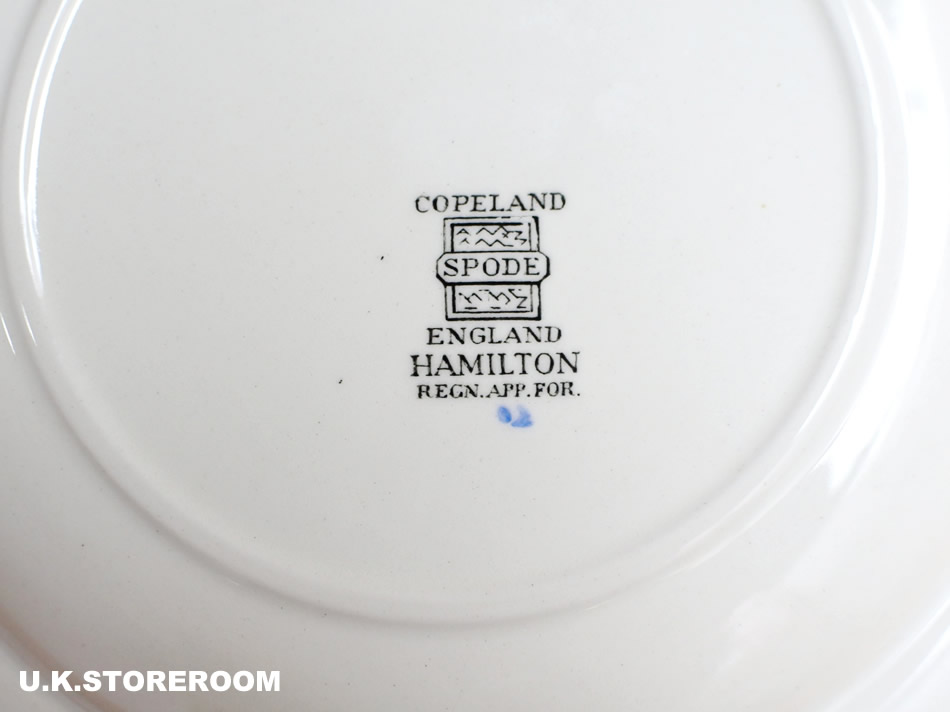 COPELAND
SPODE
ENGLAND
HAMILTON
REGN.APP.FOR.
U.K.STOREROOM